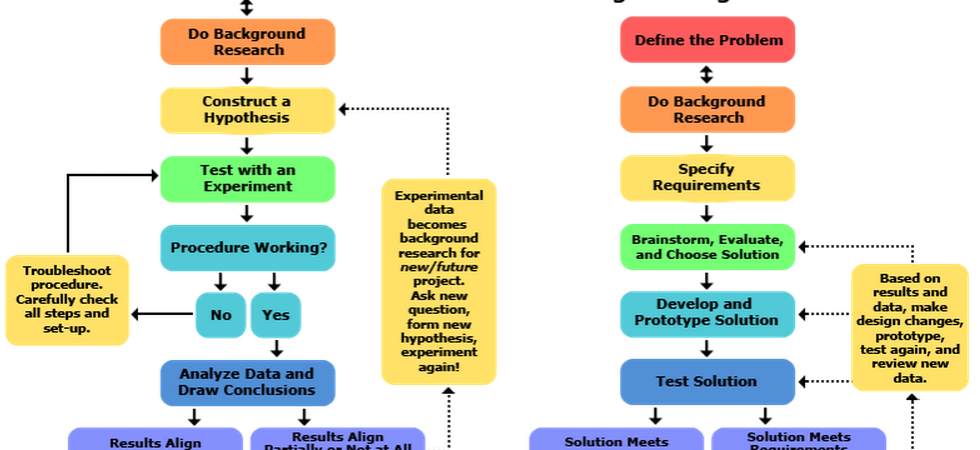 Do Background
Research
Construct a
Hypothesis
Test with an
Experiment
Procedure Working?
Troubleshoot
procedure.
Carefully check
all steps and
set-up.
No
Yes
Analyze Data and
Draw Conclusions
Results Align
Results Align
Partially or Not at All
Experimental
data
becomes
background
research for
new/future
project.
Ask new
question,
form new
hypothesis,
experiment
again!
Define the Problem
Do Background
Research
Specify
Requirements
Brainstorm, Evaluate,
and Choose Solution
Develop and
Prototype Solution
Test Solution
Based on
results and
data, make
design changes,
prototype,
test again, and
review new
data.
Solution Meets
Solution Meets
Requirements